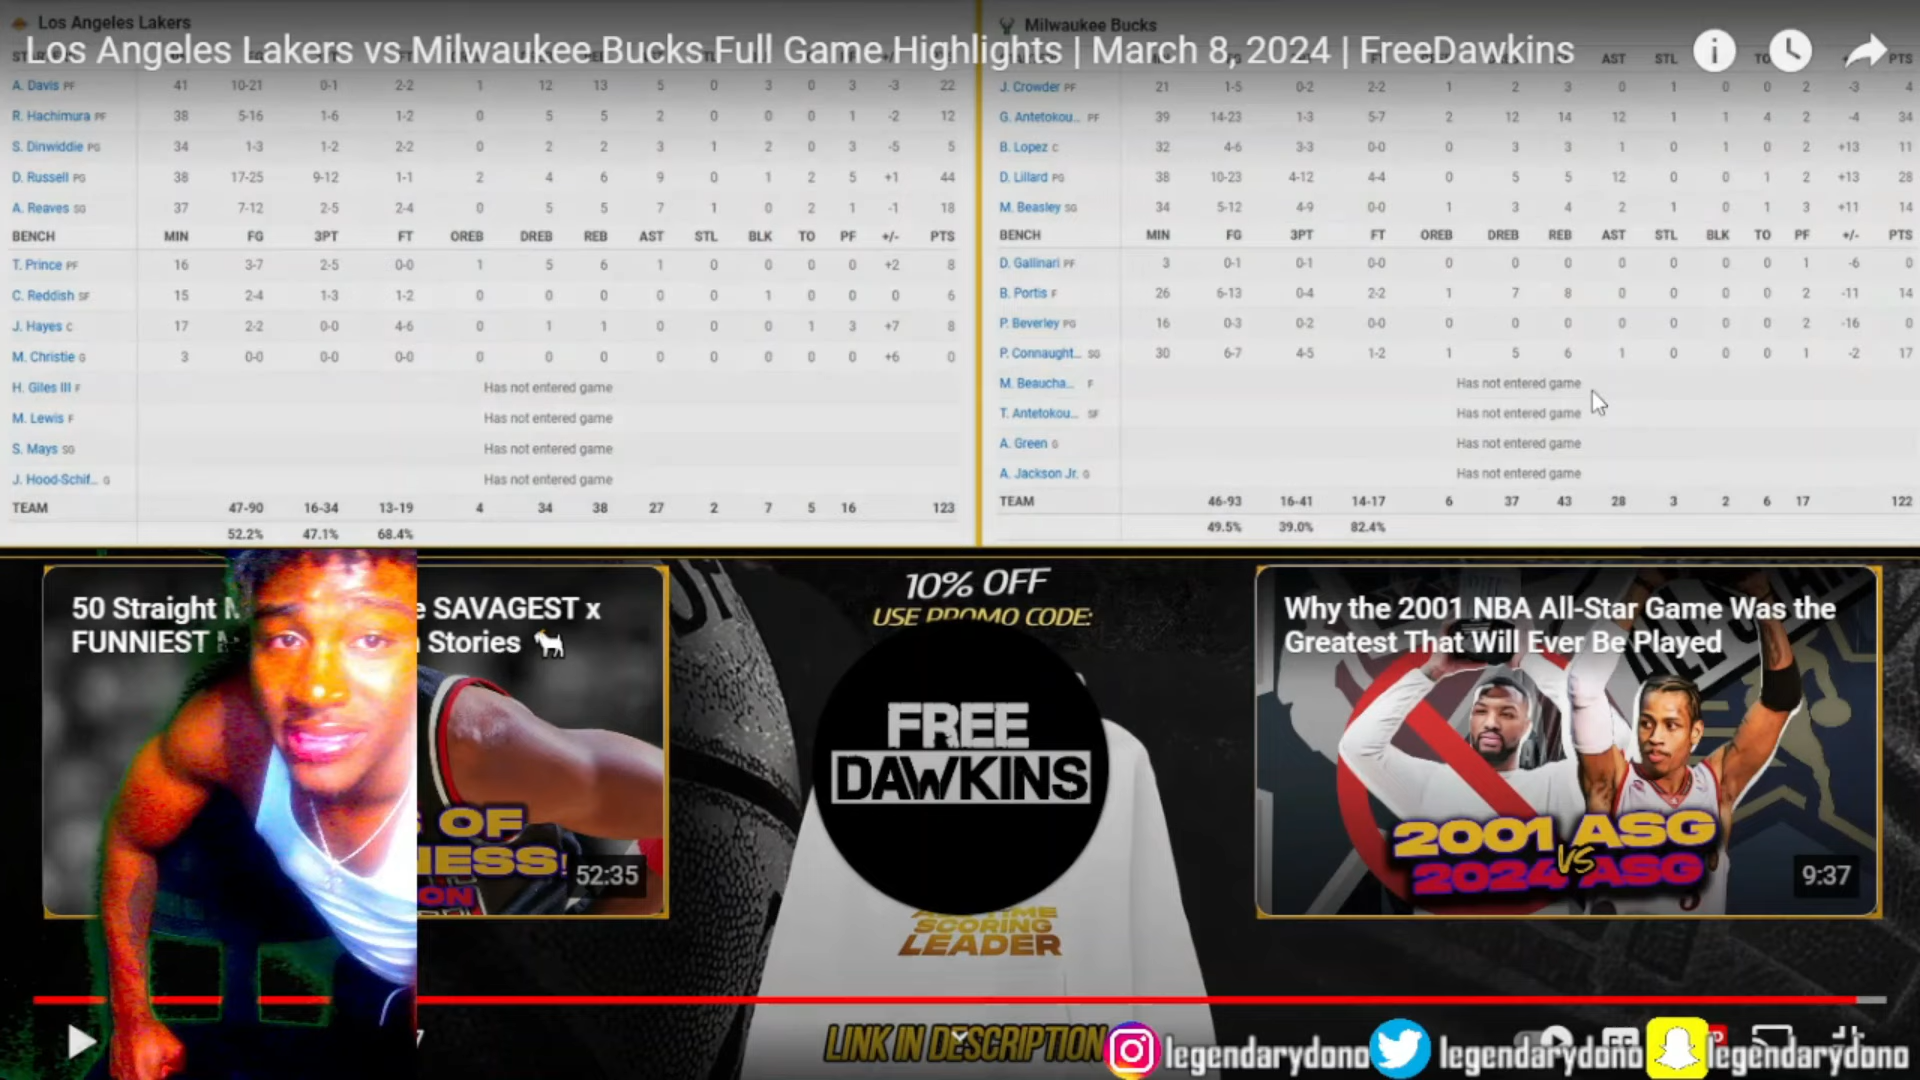 Los Angeles Lakers
Milwaukee Bucks
Los Angeles Lakers vs Milwaukee Bucks Full Game Highlights | March 8, 2024 | FreeDawkins
AST STL TO PTS
A. Davis PF 41 10-21 0-1 2-2 1 12 13 5 0 3 0 3 -3 22
R. Hachimura PF 38 5-16 1-6 1-2 0 5 5 2 0 0 0 1 -2 12
S. Dinwiddie PG 34 1-3 1-2 2-2 0 2 2 3 1 2 0 3 -5 5
D. Russell PG 38 17-25 9-12 1-1 2 4 6 9 0 1 2 5 +1 44
A. Reaves SG 37 7-12 2-5 2-4 0 5 5 7 1 0 2 1 -1 18
BENCH MIN FG 3PT FT OREB DREB REB AST STL BLK TO PF +/- PTS
T. Prince PF 16 3-7 2-5 0-0 1 5 6 1 0 0 0 0 +2 8
C. Reddish SF 15 2-4 1-3 1-2 0 0 0 0 0 1 0 0 0 6
J. Hayes C 17 2-2 0-0 4-6 0 1 1 0 0 0 1 3 +7 8
M. Christie G 3 0-0 0-0 0-0 0 0 0 0 0 0 0 0 +6 0
H. Giles III F Has not entered game
M. Lewis F Has not entered game
S. Mays SG Has not entered game
J. Hood-Schif... G Has not entered game
TEAM 47-90 16-34 13-19 4 34 38 27 2 7 5 16 123
52.2% 47.1% 68.4%
J. Crowder PF 21 1-5 0-2 2-2 1 2 3 0 1 0 0 2 -3 4
G. Antetokou... PF 39 14-23 1-3 5-7 2 12 14 12 1 1 4 2 -4 34
B. Lopez C 32 4-6 3-3 0-0 0 3 3 1 0 1 0 2 +13 11
D. Lillard PG 38 10-23 4-12 4-4 0 5 5 12 0 0 1 2 +13 28
M. Beasley SG 34 5-12 4-9 0-0 1 3 4 2 1 0 1 3 +11 14
BENCH MIN FG 3PT FT OREB DREB REB AST STL BLK TO PF +/- PTS
D. Gallinari PF 3 0-1 0-1 0-0 0 0 0 0 0 0 0 1 -6 0
B. Portis F 26 6-13 0-4 2-2 1 7 8 0 0 0 0 2 -11 14
P. Beverley PG 16 0-3 0-2 0-0 0 0 0 0 0 0 0 2 -16 0
P. Connaught... SG 30 6-7 4-5 1-2 1 5 6 1 0 0 0 1 -2 17
M. Beaucha... F Has not entered game
T. Antetokou... SF Has not entered game
A. Green G Has not entered game
A. Jackson Jr. G Has not entered game
TEAM 46-93 16-41 14-17 6 37 43 28 3 2 6 17 122
49.5% 39.0% 82.4%
50 Straight
SAVAGEST x
FUNNIEST
Stories
OF
NESS!
ON
52:35
10% OFF
USE PROMO CODE:
FREE
DAWKINS
SCORING
LEADER
Why the 2001 NBA All-Star Game Was the
Greatest That Will Ever Be Played
2001 ASG
VS
2024 ASG
9:37
LINK IN DESCRIPTION
legendarydono
legendarydono
legendarydono